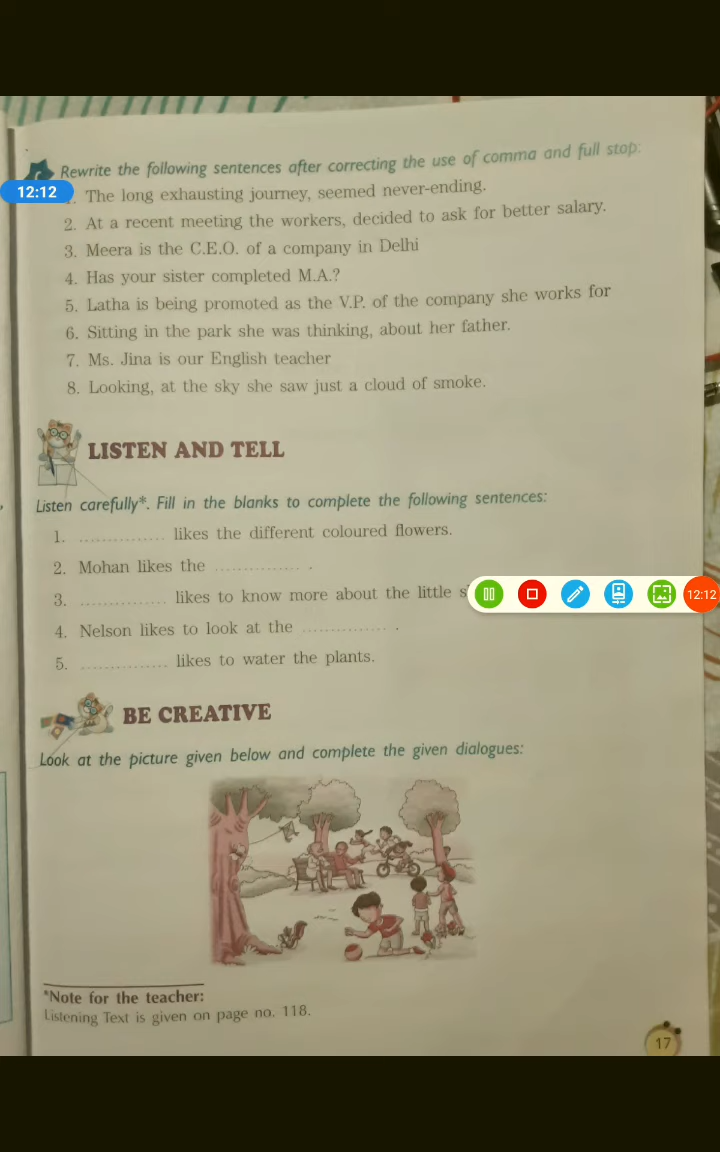 Rewrite the following sentences after correcting the use of comma and full stop:
12:12
The long exhausting journey, seemed never-ending.
2. At a recent meeting the workers, decided to ask for better salary.
3. Meera is the C.E.O. of a company in Delhi
4. Has your sister completed M.A.?
5. Latha is being promoted as the V.P. of the company she works for
6. Sitting in the park she was thinking, about her father.
7. Ms. Jina is our English teacher
8. Looking, at the sky she saw just a cloud of smoke.
LISTEN AND TELL
Listen carefully*. Fill in the blanks to complete the following sentences:
1. .............. likes the different coloured flowers.
2. Mohan likes the .............. .
3. .............. likes to know more about the little
12:12
4. Nelson likes to look at the .............. .
5. .............. likes to water the plants.
BE CREATIVE
Look at the picture given below and complete the given dialogues:
*Note for the teacher:
Listening Text is given on page no. 118.
17